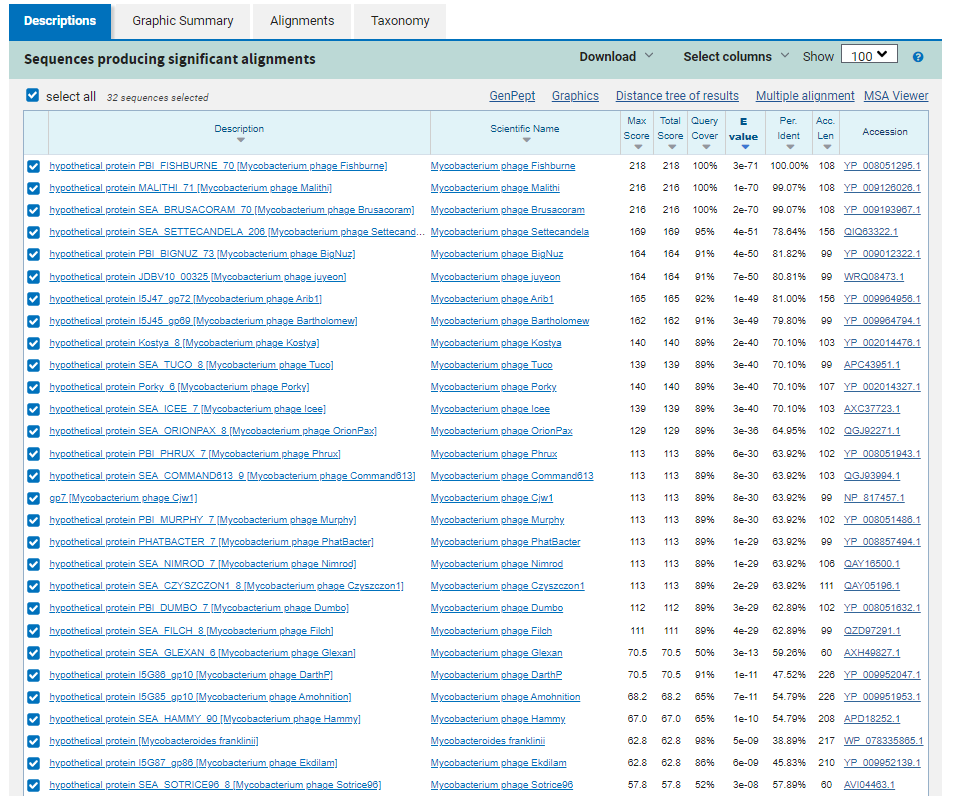 Descriptions Graphic Summary Alignments Taxonomy
Sequences producing significant alignments Download Select columns Show 100
select all 32 sequences selected GenPept Graphics Distance tree of results Multiple alignment MSA Viewer
Description Scientific Name Max Score Total Score Query Cover E value Per. Ident Acc. Len Accession
hypothetical protein PBI_FISHBURNE_70 [Mycobacterium phage Fishburne] Mycobacterium phage Fishburne 218 218 100% 3e-71 100.00% 108 YP_008051295.1
hypothetical protein MALITHI_71 [Mycobacterium phage Malithi] Mycobacterium phage Malithi 216 216 100% 1e-70 99.07% 108 YP_009126026.1
hypothetical protein SEA_BRUSACORAM_70 [Mycobacterium phage Brusacoram] Mycobacterium phage Brusacoram 216 216 100% 2e-70 99.07% 108 YP_009193967.1
hypothetical protein SEA_SETTECANDELA_206 [Mycobacterium phage Settecand... Mycobacterium phage Settecandela 169 169 95% 4e-51 78.64% 156 QIQ63322.1
hypothetical protein PBI_BIGNUZ_73 [Mycobacterium phage BigNuz] Mycobacterium phage BigNuz 164 164 91% 4e-50 81.82% 99 YP_009012322.1
hypothetical protein JDBV10_00325 [Mycobacterium phage juyeon] Mycobacterium phage juyeon 164 164 91% 7e-50 80.81% 99 WRQ08473.1
hypothetical protein I5J47_gp72 [Mycobacterium phage Arib1] Mycobacterium phage Arib1 165 165 92% 1e-49 81.00% 156 YP_009964956.1
hypothetical protein I5J45_gp69 [Mycobacterium phage Bartholomew] Mycobacterium phage Bartholomew 162 162 91% 3e-49 79.80% 99 YP_009964794.1
hypothetical protein Kostya_8 [Mycobacterium phage Kostya] Mycobacterium phage Kostya 140 140 89% 2e-40 70.10% 103 YP_002014476.1
hypothetical protein SEA_TUCO_8 [Mycobacterium phage Tuco] Mycobacterium phage Tuco 139 139 89% 3e-40 70.10% 99 APC43951.1
hypothetical protein Porky_6 [Mycobacterium phage Porky] Mycobacterium phage Porky 140 140 89% 3e-40 70.10% 107 YP_002014327.1
hypothetical protein SEA_ICEE_7 [Mycobacterium phage Icee] Mycobacterium phage Icee 139 139 89% 3e-40 70.10% 103 AXC37723.1
hypothetical protein SEA_ORIONPAX_8 [Mycobacterium phage OrionPax] Mycobacterium phage OrionPax 129 129 89% 3e-36 64.95% 102 QGJ92271.1
hypothetical protein PBI_PHRUX_7 [Mycobacterium phage Phrux] Mycobacterium phage Phrux 113 113 89% 6e-30 63.92% 102 YP_008051943.1
hypothetical protein SEA_COMMAND613_9 [Mycobacterium phage Command613] Mycobacterium phage Command613 113 113 89% 8e-30 63.92% 103 QGJ93994.1
gp7 [Mycobacterium phage Cjw1] Mycobacterium phage Cjw1 113 113 89% 8e-30 63.92% 99 NP_817457.1
hypothetical protein PBI_MURPHY_7 [Mycobacterium phage Murphy] Mycobacterium phage Murphy 113 113 89% 8e-30 63.92% 102 YP_008051486.1
hypothetical protein PHATBACTER_7 [Mycobacterium phage PhatBacter] Mycobacterium phage PhatBacter 113 113 89% 1e-29 63.92% 99 YP_008857494.1
hypothetical protein SEA_NIMROD_7 [Mycobacterium phage Nimrod] Mycobacterium phage Nimrod 113 113 89% 1e-29 63.92% 106 QAY16500.1
hypothetical protein SEA_CZYSZCZON1_8 [Mycobacterium phage Czyszczon1] Mycobacterium phage Czyszczon1 113 113 89% 2e-29 63.92% 111 QAY05196.1
hypothetical protein PBI_DUMBO_7 [Mycobacterium phage Dumbo] Mycobacterium phage Dumbo 112 112 89% 3e-29 62.89% 102 YP_008051632.1
hypothetical protein SEA_FILCH_8 [Mycobacterium phage Filch] Mycobacterium phage Filch 111 111 89% 4e-29 62.89% 99 QZD97291.1
hypothetical protein SEA_GLEXAN_6 [Mycobacterium phage Glexan] Mycobacterium phage Glexan 70.5 70.5 50% 3e-13 59.26% 60 AXH49827.1
hypothetical protein I5G86_gp10 [Mycobacterium phage DarthP] Mycobacterium phage DarthP 70.5 70.5 91% 1e-11 47.52% 226 YP_009952047.1
hypothetical protein I5G85_gp10 [Mycobacterium phage Amohnition] Mycobacterium phage Amohnition 68.2 68.2 65% 7e-11 54.79% 226 YP_009951953.1
hypothetical protein SEA_HAMMY_90 [Mycobacterium phage Hammy] Mycobacterium phage Hammy 67.0 67.0 65% 1e-10 54.79% 208 APD18252.1
hypothetical protein [Mycobacteroides franklinii] Mycobacteroides franklinii 62.8 62.8 98% 5e-09 38.89% 217 WP_078335865.1
hypothetical protein I5G87_gp86 [Mycobacterium phage Ekdilam] Mycobacterium phage Ekdilam 62.8 62.8 86% 6e-09 45.83% 210 YP_009952139.1
hypothetical protein SEA_SOTRICE96_8 [Mycobacterium phage Sotrice96] Mycobacterium phage Sotrice96 57.8 57.8 52% 3e-08 57.89% 60 AVI04463.1